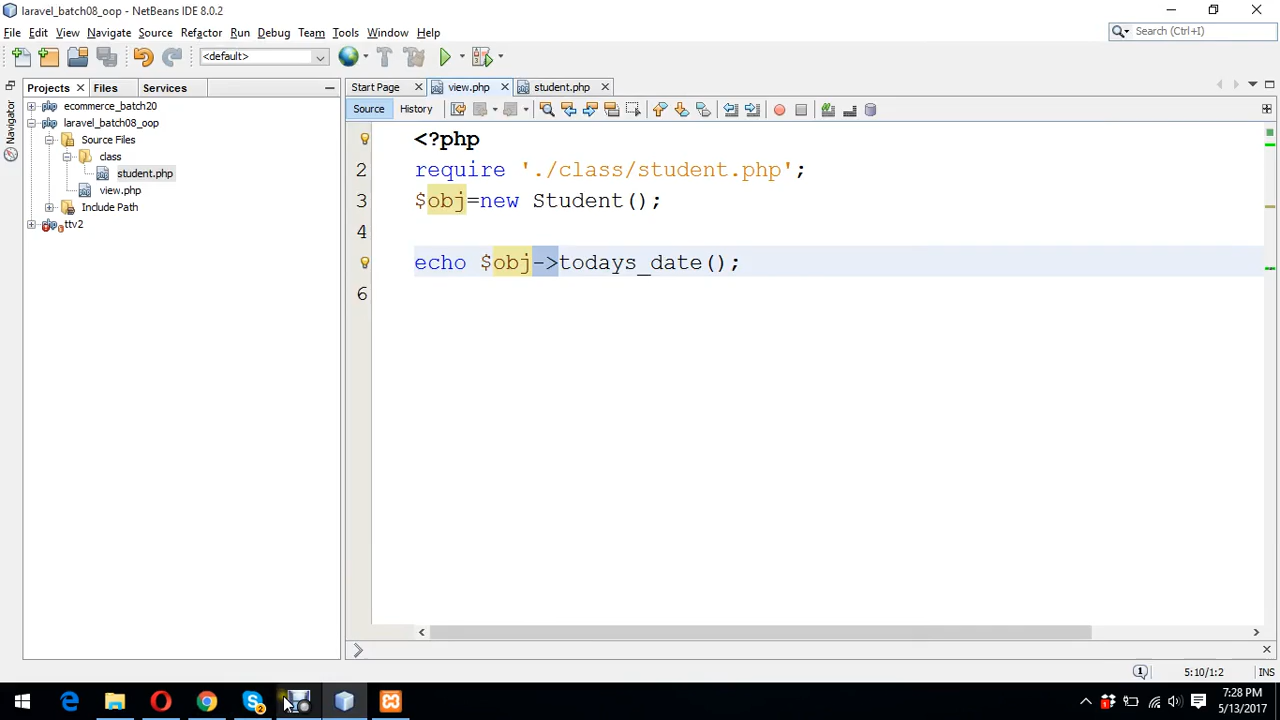 laravel_batch08_oop - NetBeans IDE 8.0.2
File Edit View Navigate Source Refactor Run Debug Team Tools Window Help
Search (Ctrl+I)
<default>
Projects Files Services
Start Page view.php student.php
Source History
Navigator
ecommerce_batch20
laravel_batch08_oop
Source Files
class
student.php
view.php
Include Path
ttv2
<?php
2 require './class/student.php';
3 $obj=new Student();
4
echo $obj->todays_date();
6
5:10/1:2 INS
7:28 PM
5/13/2017